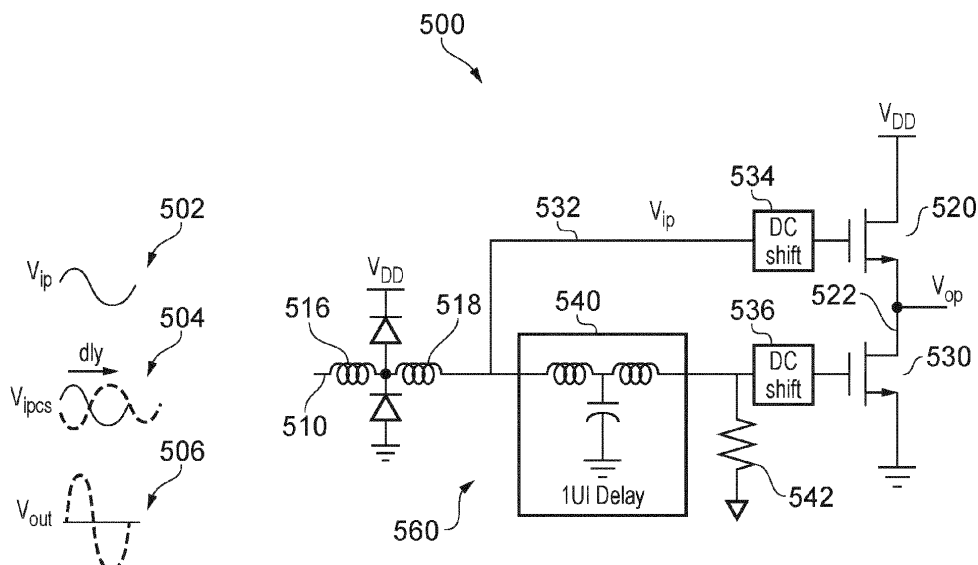 500
V_DD
534
502
532
V_ip
DC
shift
520
V_ip
V_DD
V_op
504
516
518
540
522
dly
536
V_ipcs
510
DC
shift
530
506
V_out
1UI Delay
542
560